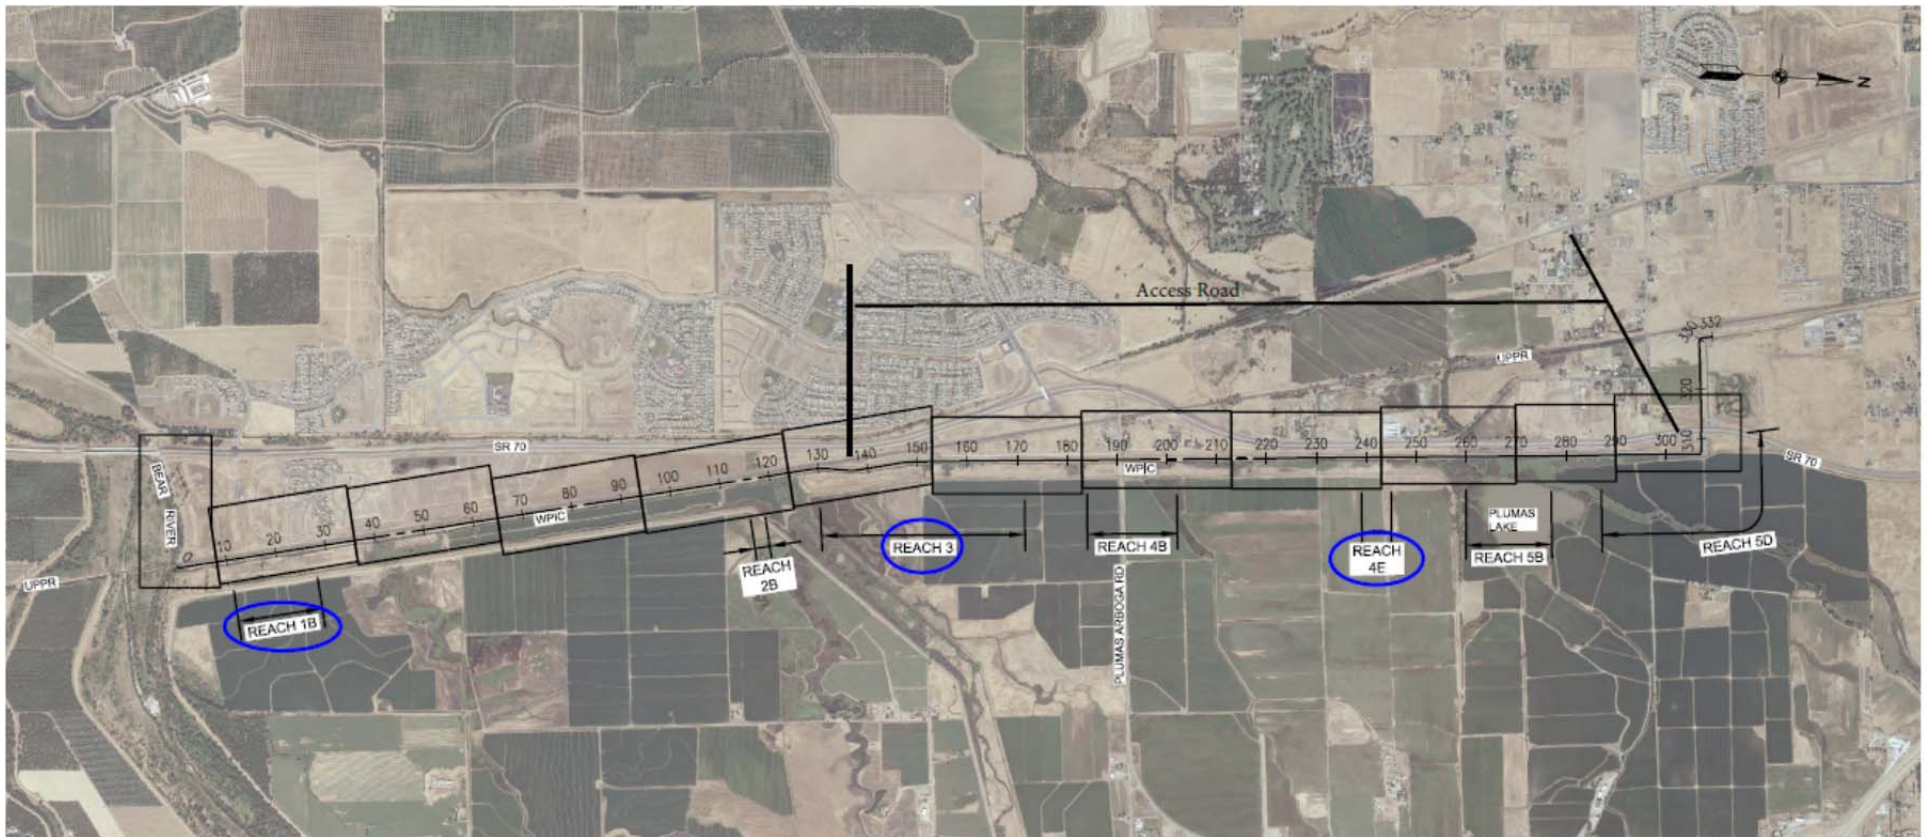 N
Access Road
330 332
UPPR
320
310
SR 70
SR 70
BEAR
RIVER
0
10
20
30
40
50
60
70
80
90
100
110
120
130
140
150
160
170
180
190
200
210
220
230
240
250
260
270
280
290
300
WPIC
WPIC
UPPR
REACH 1B
REACH
2B
REACH 3
REACH 4B
PLUMAS ARBOGA RD
REACH
4E
PLUMAS
LAKE
REACH 5B
REACH 5D